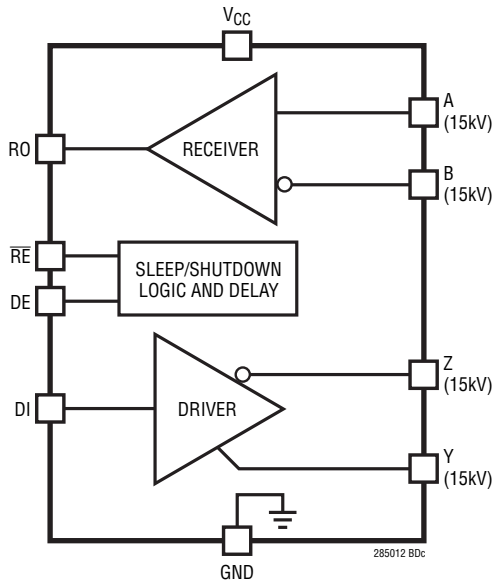 VCC
A
(15kV)
RO
RECEIVER
B
(15kV)
RE
SLEEP/SHUTDOWN
LOGIC AND DELAY
DE
Z
(15kV)
DI
DRIVER
Y
(15kV)
GND
285012 BDc